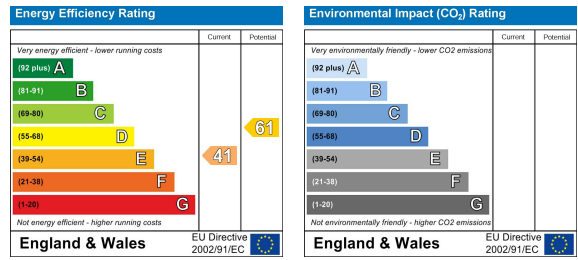 Energy Efficiency Rating
Current
Potential
Very energy efficient - lower running costs
(92 plus) A
(81-91) B
(69-80) C
(55-68) D
(39-54) E
(21-38) F
(1-20) G
41
61
Not energy efficient - higher running costs
England & Wales
EU Directive
2002/91/EC
Environmental Impact (CO2) Rating
Current
Potential
Very environmentally friendly - lower CO2 emissions
(92 plus) A
(81-91) B
(69-80) C
(55-68) D
(39-54) E
(21-38) F
(1-20) G
Not environmentally friendly - higher CO2 emissions
England & Wales
EU Directive
2002/91/EC